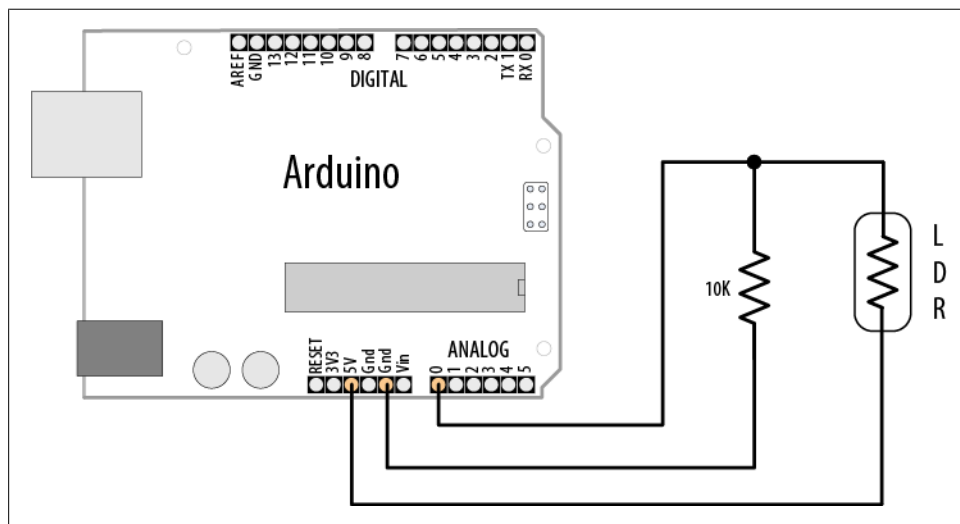 AREF
GND
13
12
11
10
9
8
7
6
5
4
3
2
TX 1
RX 0
DIGITAL
Arduino
L
D
R
10K
RESET
3V3
5V
Gnd
Gnd
Vin
ANALOG
0
1
2
3
4
5